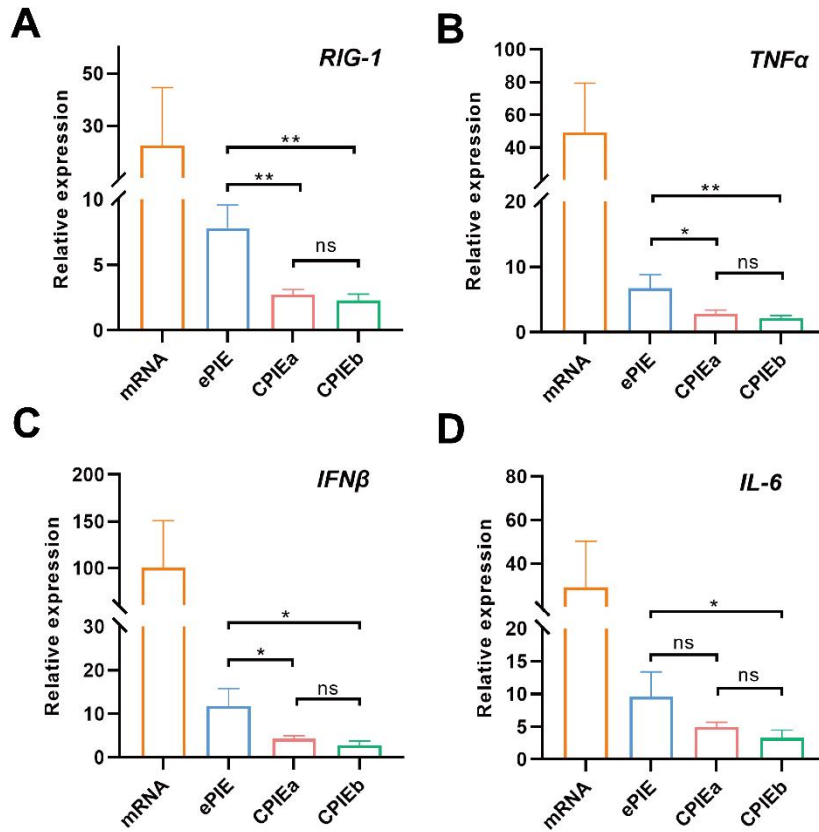 A
RIG-1
Relative expression
50
30
10
5
0
**
**
ns
mRNA
ePIE
CPIEa
CPIEb
B
TNFα
Relative expression
100
80
60
40
20
10
0
**
*
ns
mRNA
ePIE
CPIEa
CPIEb
C
IFNβ
Relative expression
200
150
100
30
20
10
0
*
*
ns
mRNA
ePIE
CPIEa
CPIEb
D
IL-6
Relative expression
80
60
40
20
15
10
5
0
*
ns
ns
mRNA
ePIE
CPIEa
CPIEb